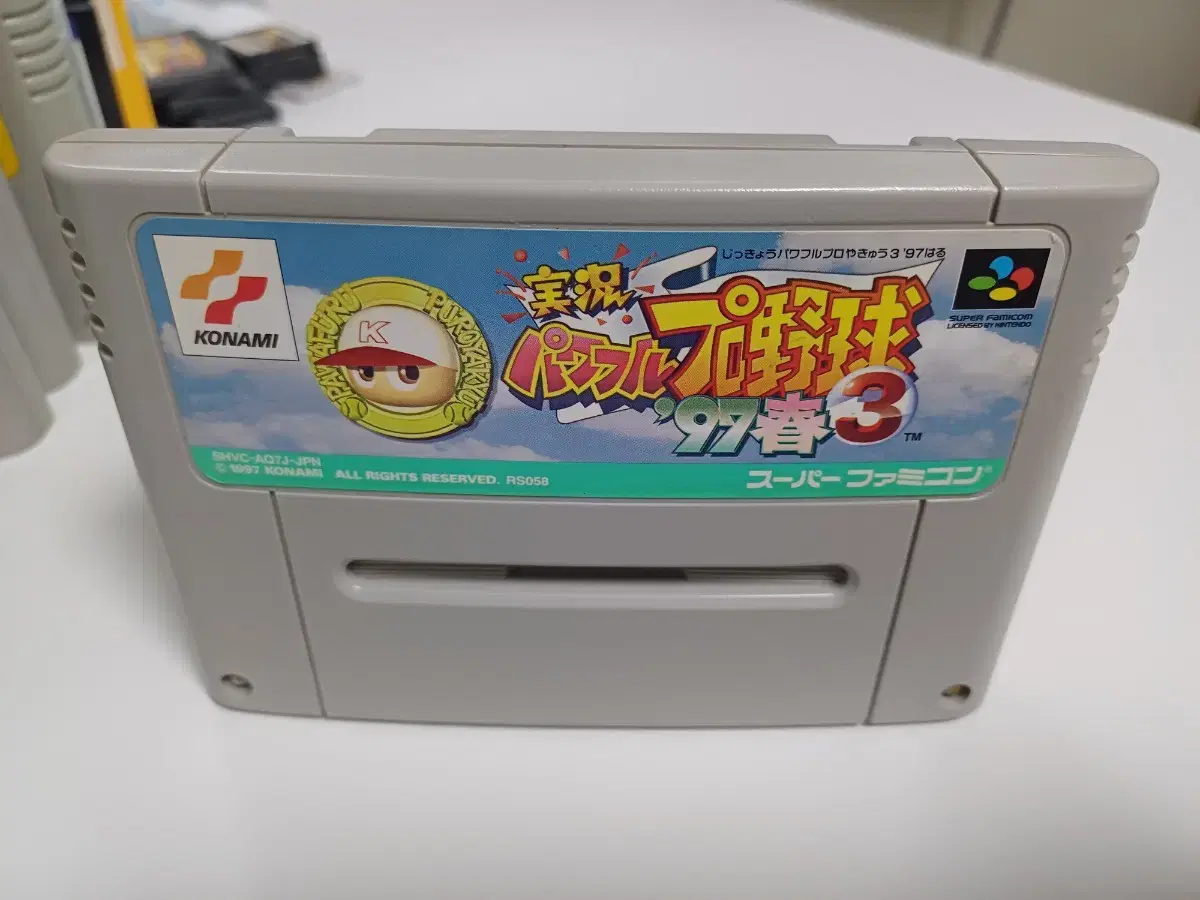 KONAMI
PAWAFURU PUROYAKYU
K
じっきょうパワフルプロやきゅう3 '97はる
実況
パワフル プロ野球
'97春 3 ™
SUPER FAMICOM
LICENSED BY NINTENDO
SHVC-AQ7J-JPN
© 1997 KONAMI ALL RIGHTS RESERVED. RS058
スーパー ファミコン®